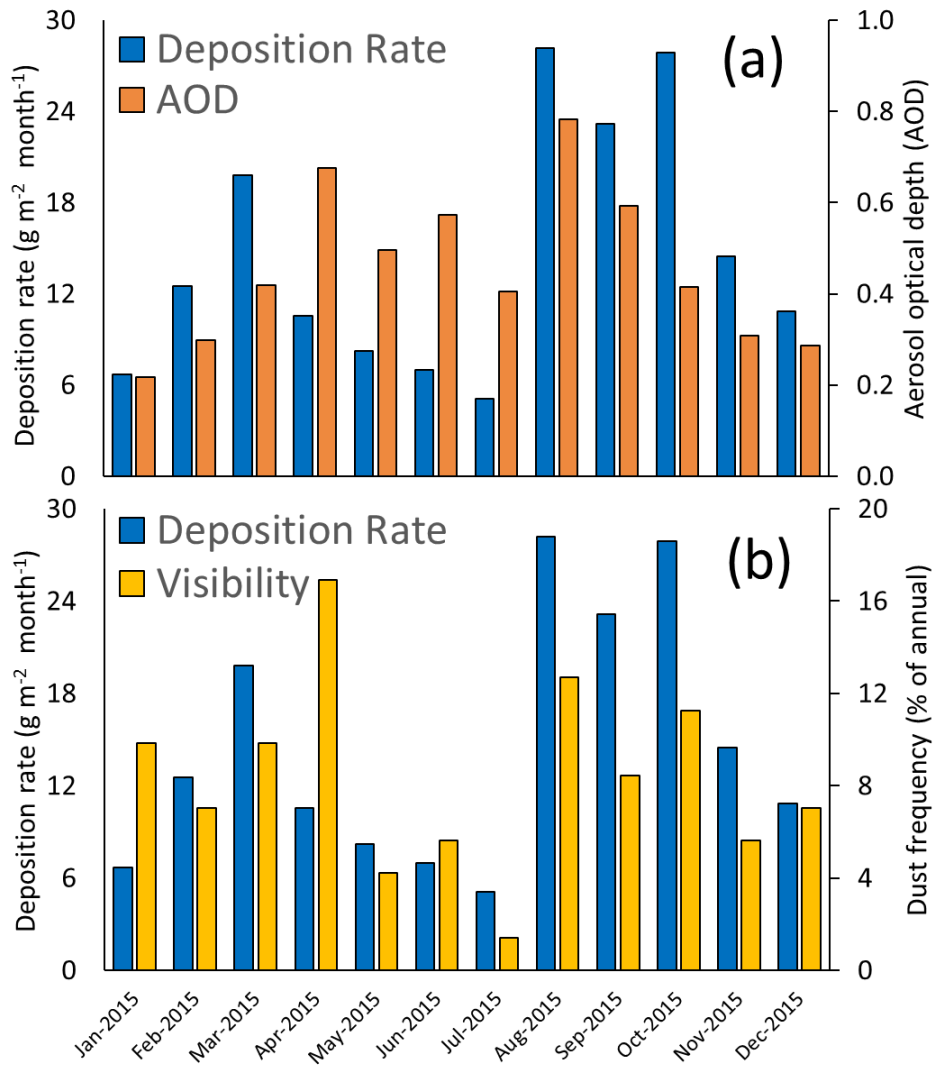 30
24
18
12
6
0
Deposition rate (g m⁻² month⁻¹)
Deposition Rate
AOD
(a)
1.0
0.8
0.6
0.4
0.2
0.0
Aerosol optical depth (AOD)
30
24
18
12
6
0
Deposition rate (g m⁻² month⁻¹)
Deposition Rate
Visibility
(b)
20
16
12
8
4
0
Dust frequency (% of annual)
Jan-2015
Feb-2015
Mar-2015
Apr-2015
May-2015
Jun-2015
Jul-2015
Aug-2015
Sep-2015
Oct-2015
Nov-2015
Dec-2015